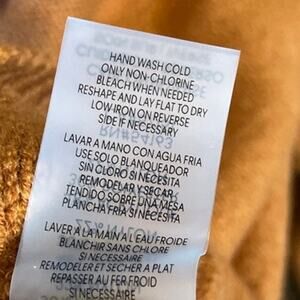 HAND WASH COLD
ONLY NON-CHLORINE
BLEACH WHEN NEEDED
RESHAPE AND LAY FLAT TO DRY
LOW IRON ON REVERSE
SIDE IF NECESSARY
RN#54163
LAVAR A MANO CON AGUA FRIA
USE SOLO BLANQUEADOR
SIN CLORO SI NECESITA
REMODELAR Y SECAR
TENDIDO SOBRE UNA MESA
PLANCHA FRIA SI NECESITA
LAVER A LA MAIN A L'EAU FROIDE
BLANCHIR SANS CHLORE
SI NECESSAIRE
REMODELER ET SECHER A PLAT
REPASSER AU FER FROID
SI NECESSAIRE